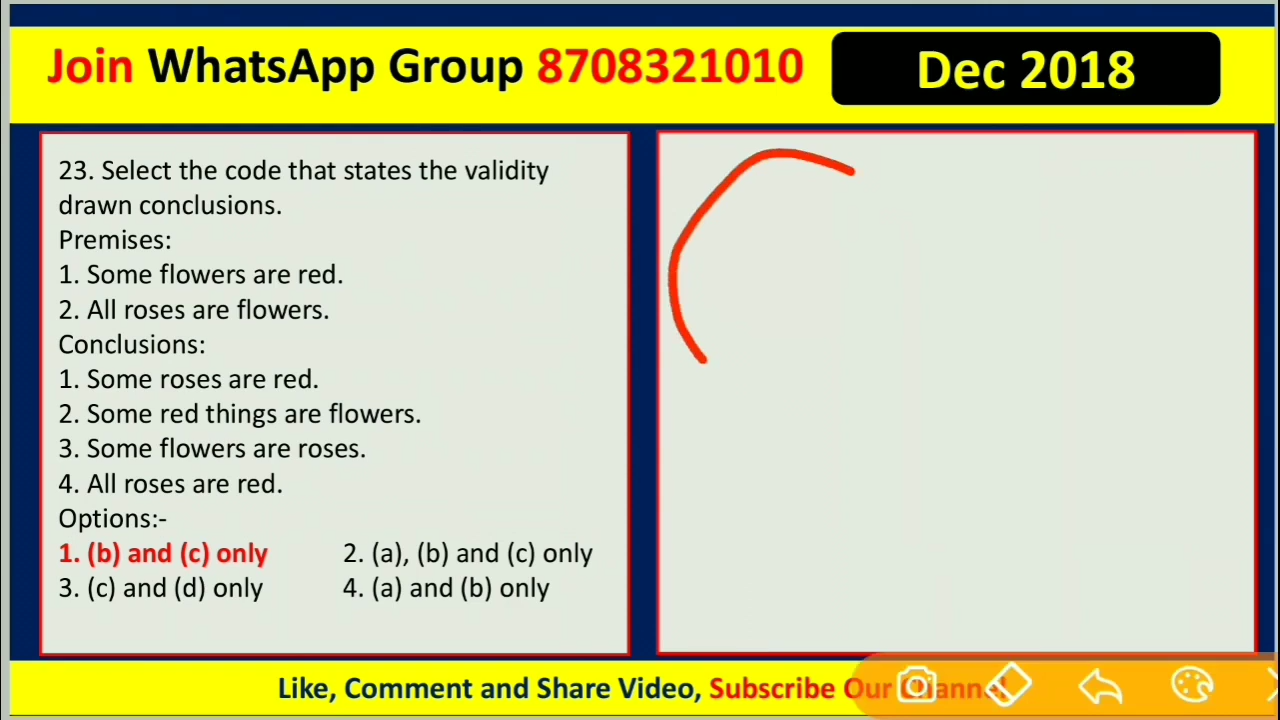 Join WhatsApp Group 8708321010
Dec 2018
23. Select the code that states the validity
drawn conclusions.
Premises:
1. Some flowers are red.
2. All roses are flowers.
Conclusions:
1. Some roses are red.
2. Some red things are flowers.
3. Some flowers are roses.
4. All roses are red.
Options:-
1. (b) and (c) only 2. (a), (b) and (c) only
3. (c) and (d) only 4. (a) and (b) only
Like, Comment and Share Video, Subscribe Our Channel